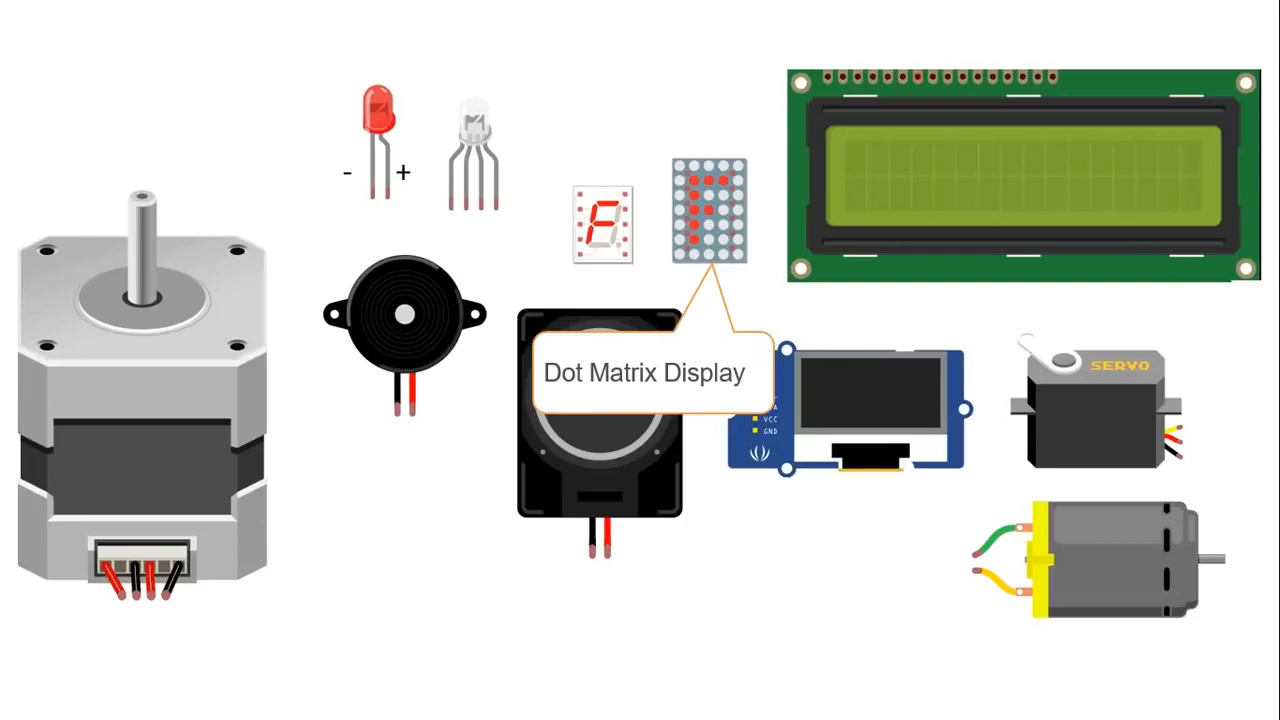 - +
F
F
Dot Matrix Display
VCC
GND
SERVO